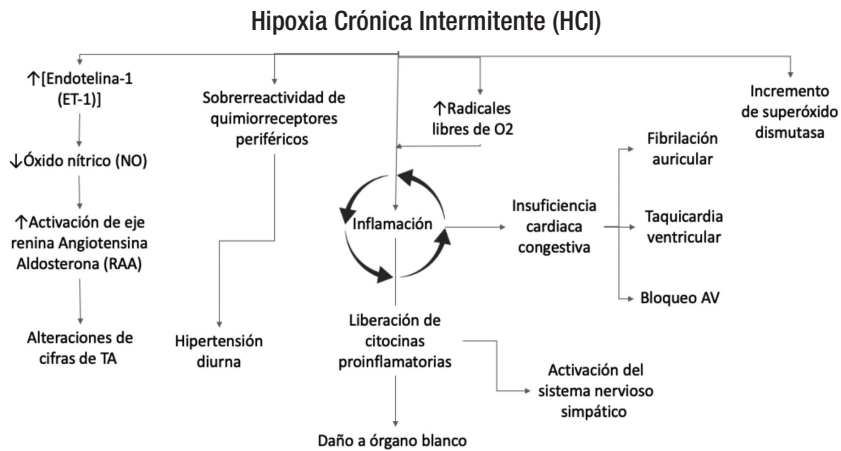 Hipoxia Crónica Intermitente (HCI)
↑[Endotelina-1
(ET-1)]
↓Óxido nítrico (NO)
↑Activación de eje
renina Angiotensina
Aldosterona (RAA)
Alteraciones de
cifras de TA
Sobrerreactividad de
quimiorreceptores
periféricos
Hipertensión
diurna
↑Radicales
libres de O2
Inflamación
Liberación de
citocinas
proinflamatorias
Daño a órgano blanco
Activación del
sistema nervioso
simpático
Insuficiencia
cardiaca
congestiva
Fibrilación
auricular
Taquicardia
ventricular
Bloqueo AV
Incremento
de superóxido
dismutasa